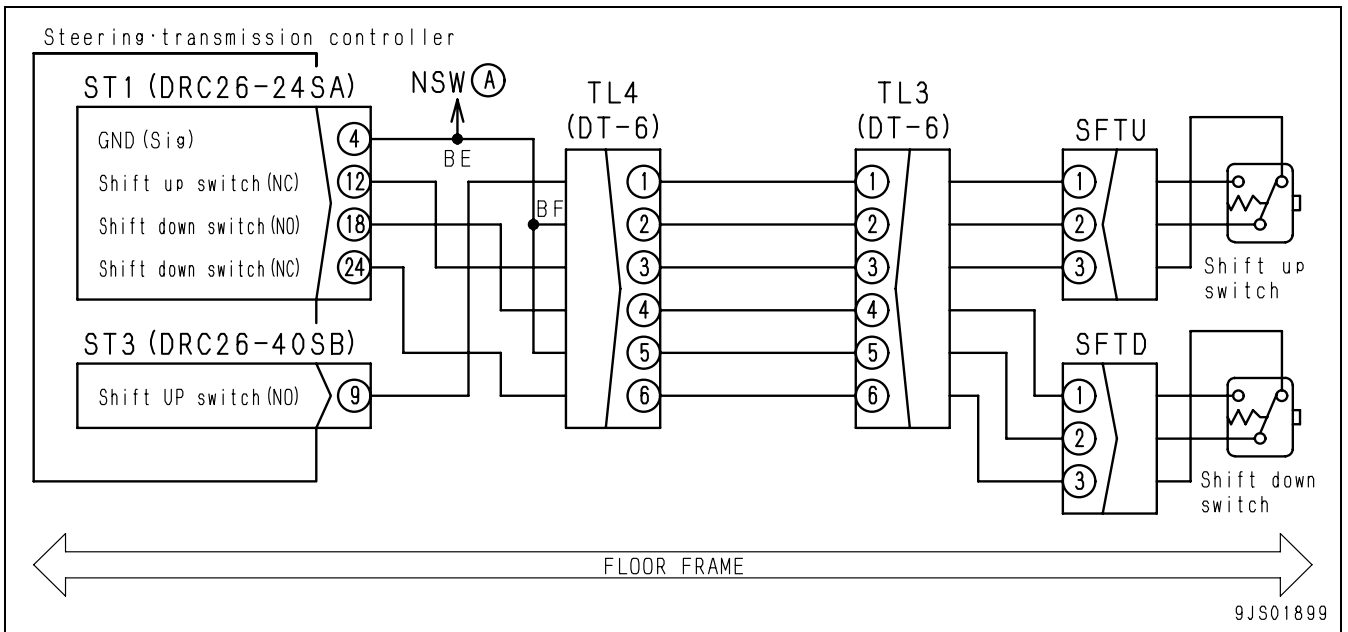 Steering·transmission controller
ST1 (DRC26-24SA)
GND (Sig)
4
Shift up switch (NC)
12
Shift down switch (NO)
18
Shift down switch (NC)
24
ST3 (DRC26-40SB)
Shift UP switch (NO)
9
NSW A
BE
BF
TL4
(DT-6)
1
2
3
4
5
6
TL3
(DT-6)
1
2
3
4
5
6
SFTU
1
2
3
Shift up
switch
SFTD
1
2
3
Shift down
switch
FLOOR FRAME
9JS01899